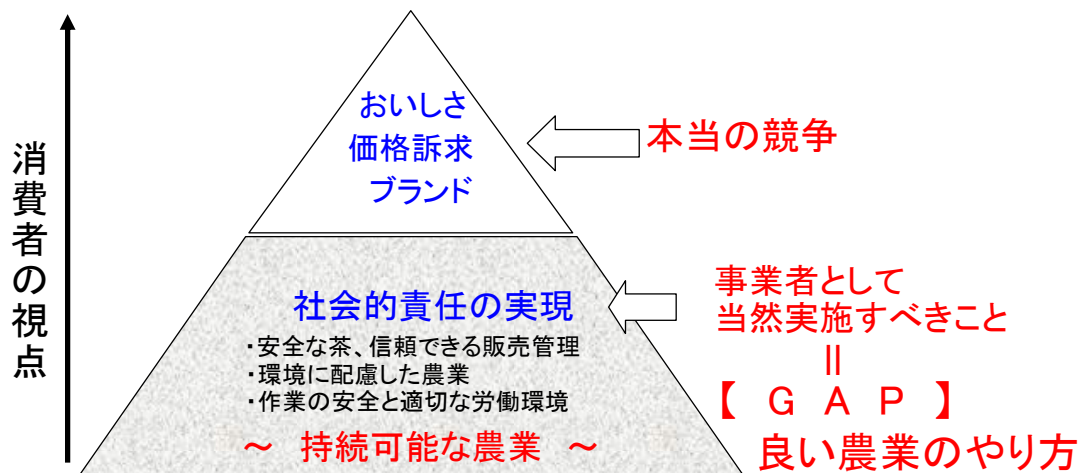 消費者の視点
おいしさ
価格訴求
ブランド
本当の競争
社会的責任の実現
・安全な茶、信頼できる販売管理
・環境に配慮した農業
・作業の安全と適切な労働環境
～ 持続可能な農業 ～
事業者として
当然実施すべきこと
＝
【 Ｇ Ａ Ｐ 】
良い農業のやり方